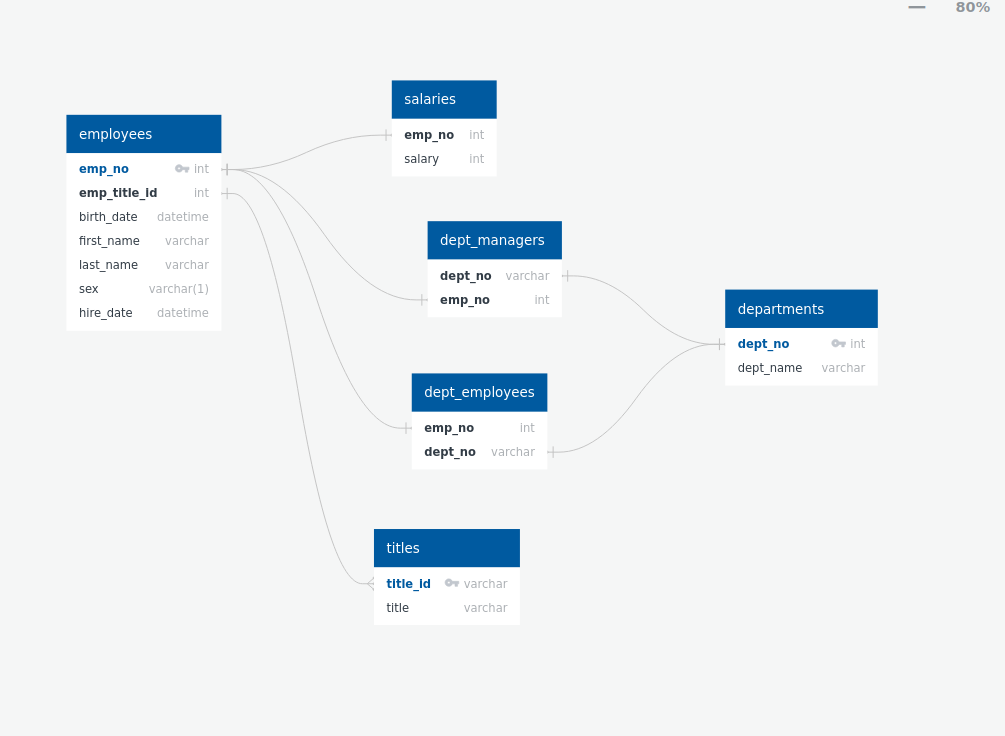 80%
employees
emp_no int
emp_title_id int
birth_date datetime
first_name varchar
last_name varchar
sex varchar(1)
hire_date datetime
salaries
emp_no int
salary int
dept_managers
dept_no varchar
emp_no int
departments
dept_no int
dept_name varchar
dept_employees
emp_no int
dept_no varchar
titles
title_id varchar
title varchar